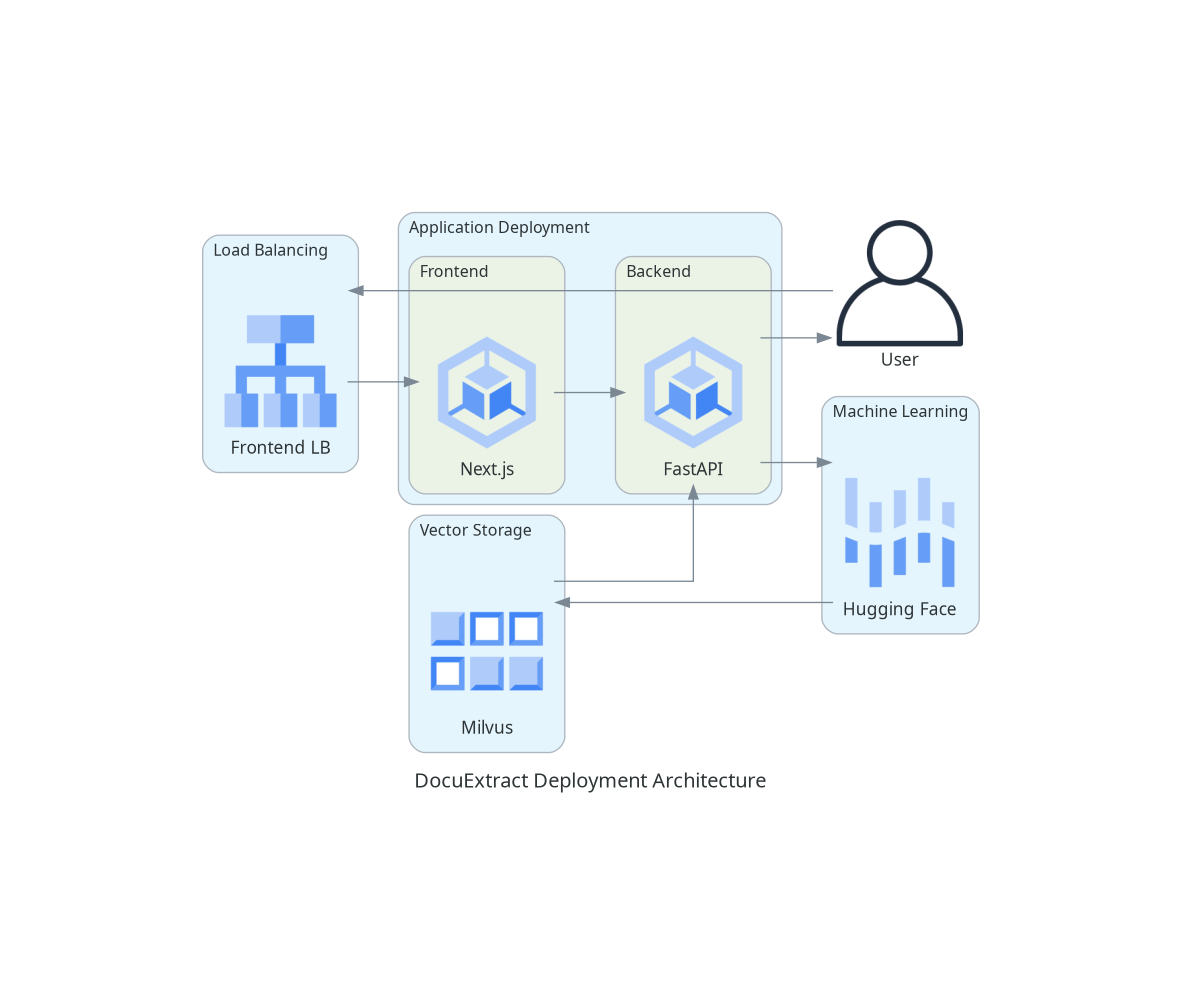 Application Deployment
Load Balancing
Frontend
Backend
User
Machine Learning
Frontend LB
Next.js
FastAPI
Vector Storage
Hugging Face
Milvus
DocuExtract Deployment Architecture